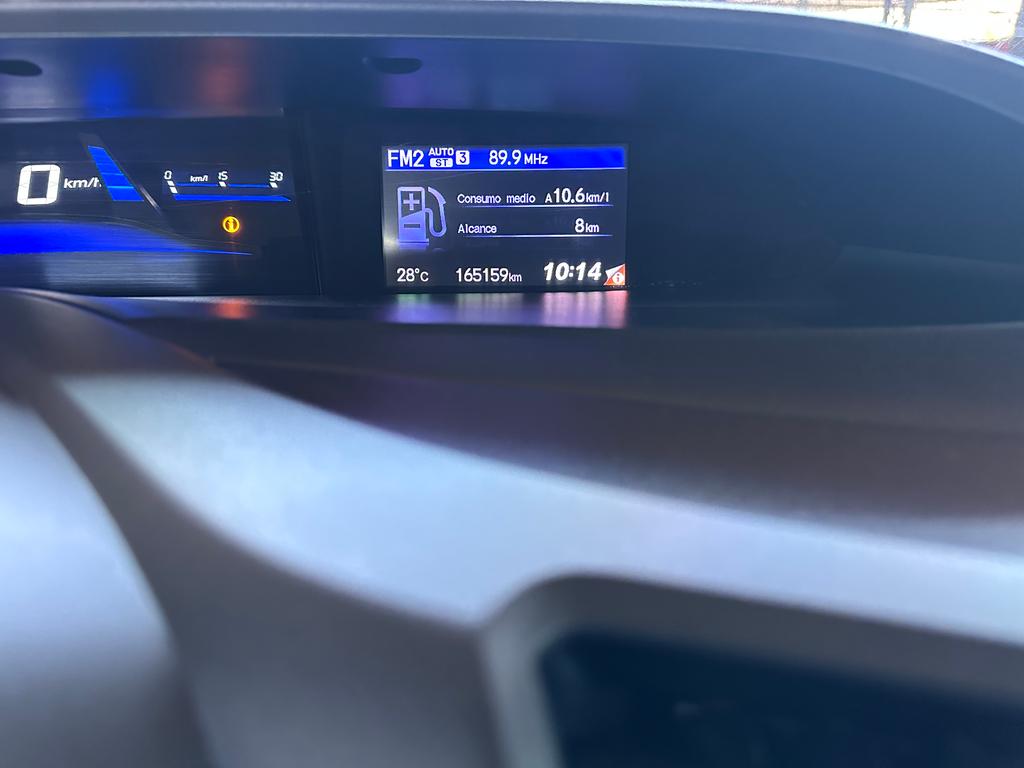 0 km/h
0 km/l 15 30
FM2 AUTO ST 3 89.9 MHz
Consumo medio A 10.6 km/l
Alcance 8 km
28°C 165159 km 10:14